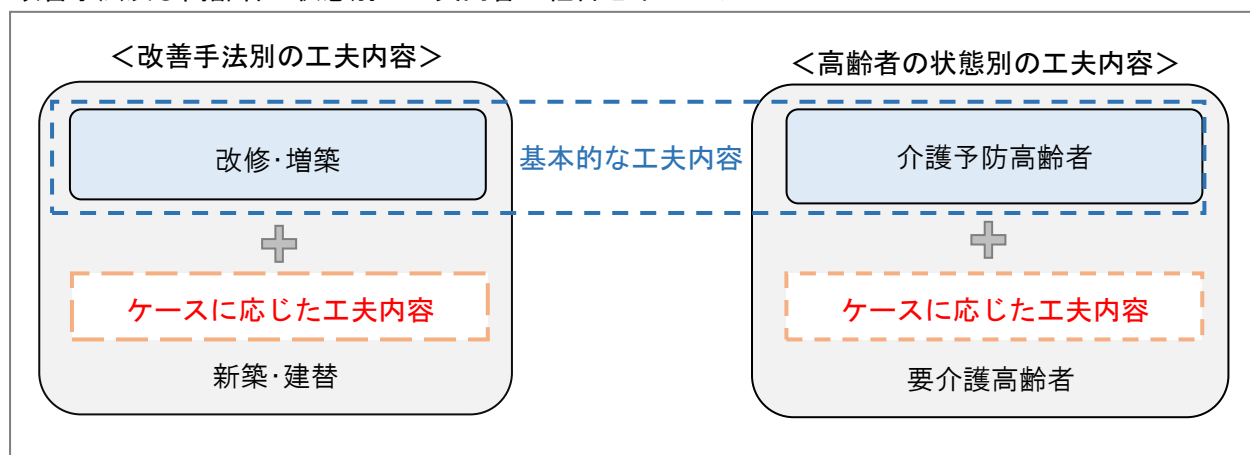 ＜改善手法別の工夫内容＞
改修･増築
ケースに応じた工夫内容
新築･建替
基本的な工夫内容
＜高齢者の状態別の工夫内容＞
介護予防高齢者
ケースに応じた工夫内容
要介護高齢者